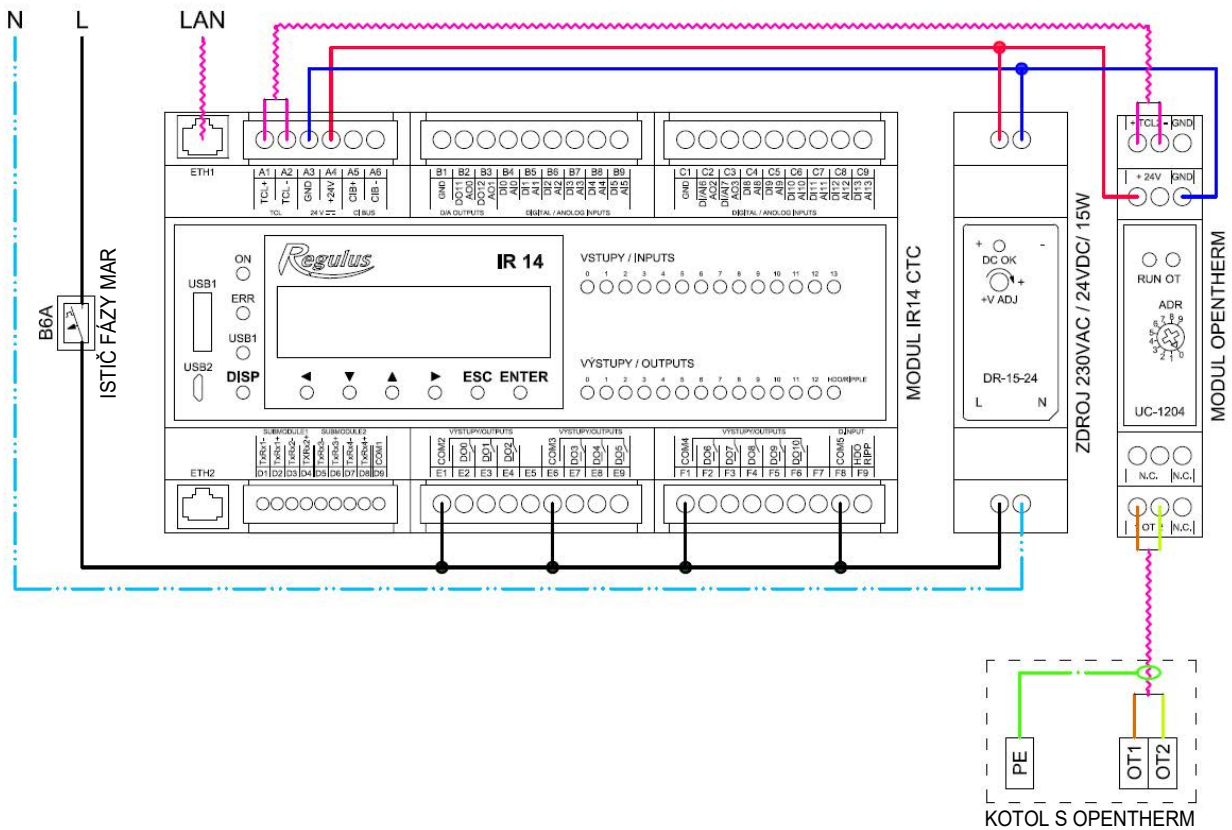 N L LAN
ETH1
A1 A2 A3 A4 A5 A6
TCL+ TCL - GND +24V CIB+ CIB -
TCL 24 V CI BUS
B1 B2 B3 B4 B5 B6 B7 B8 B9
GND DO11 AO0 DO12 AO1 DI0 AI0 DI1 AI1 DI2 AI2 DI3 AI3 DI4 AI4 DI5 AI5
D/A OUTPUTS DIGITAL / ANALOG INPUTS
C1 C2 C3 C4 C5 C6 C7 C8 C9
GND DI/AI6 AO2 DI/AI7 AO3 DI8 AI8 DI9 AI9 DI10 AI10 DI11 AI11 DI12 AI12 DI13 AI13
DIGITAL / ANALOG INPUTS
+ TCL2 - GND
+ 24V GND
Regulus
IR 14
ON
ERR
USB1
DISP
USB1
USB2
VSTUPY / INPUTS
0 1 2 3 4 5 6 7 8 9 10 11 12 13
VÝSTUPY / OUTPUTS
0 1 2 3 4 5 6 7 8 9 10 11 12 HDO/RIPPLE
ESC ENTER
MODUL IR14 CTC
+ -
DC OK
+
+V ADJ
DR-15-24
L N
ZDROJ 230VAC / 24VDC/ 15W
RUN OT
ADR
0 1 2 3 4 5 6 7 8 9
UC-1204
MODUL OPENTHERM
B6A
ISTIČ FÁZY MAR
SUBMODULE1 SUBMODULE2
TxRx1- TxRx1+ TxRx2- TxRx2+ TxRx3- TxRx3+ TxRx4- TxRx4+ COM1
D1 D2 D3 D4 D5 D6 D7 D8 D9
ETH2
VÝSTUPY/OUTPUTS VÝSTUPY/OUTPUTS
COM2 DO0 DO1 DO2 COM3 DO3 DO4 DO5
E1 E2 E3 E4 E5 E6 E7 E8 E9
VÝSTUPY/OUTPUTS D.INPUT
COM4 DO6 DO7 DO8 DO9 DO10 COM5 HDO RIPP
F1 F2 F3 F4 F5 F6 F7 F8 F9
N.C. N.C.
OT N.C.
PE
OT1
OT2
KOTOL S OPENTHERM